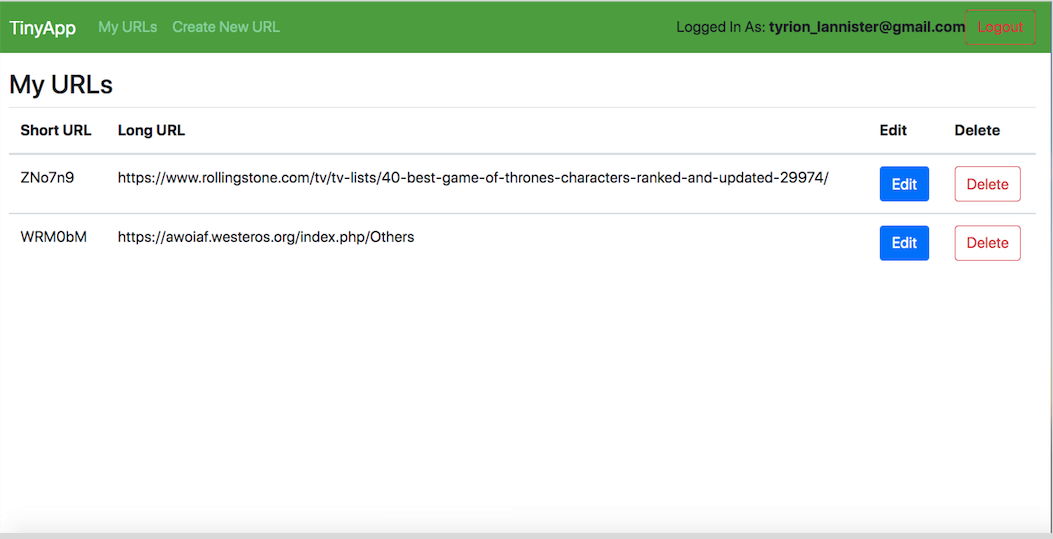 TinyApp My URLs Create New URL Logged In As: tyrion_lannister@gmail.com Logout
My URLs
Short URL Long URL Edit Delete
ZNo7n9 https://www.rollingstone.com/tv/tv-lists/40-best-game-of-thrones-characters-ranked-and-updated-29974/ Edit Delete
WRM0bM https://awoiaf.westeros.org/index.php/Others Edit Delete